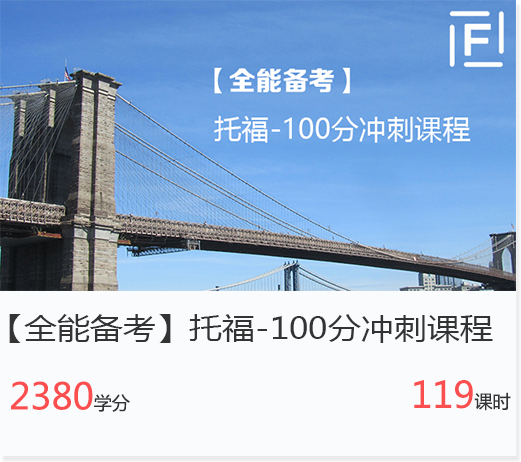 F
【全能备考】
托福-100分冲刺课程
【全能备考】托福-100分冲刺课程
2380学分
119课时